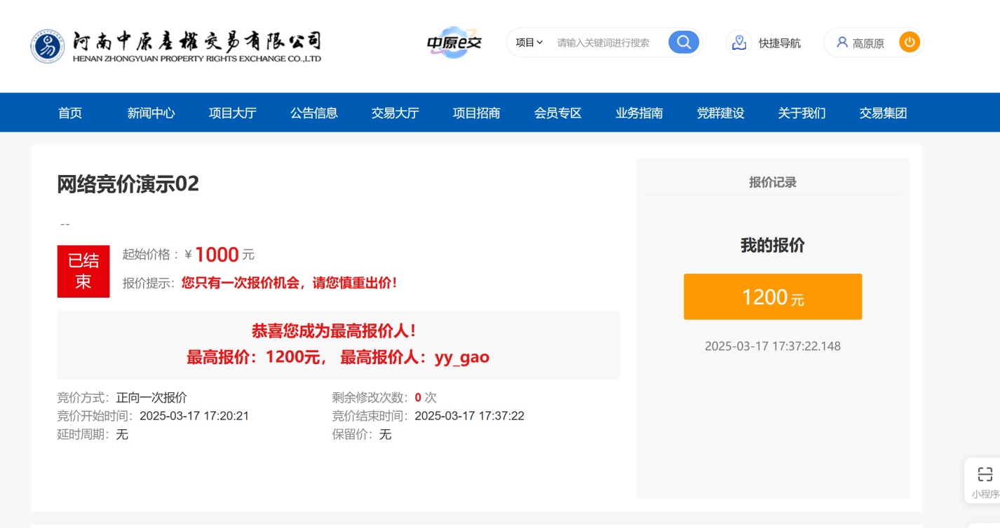 河南中原產權交易有限公司
HENAN ZHONGYUAN PROPERTY RIGHTS EXCHANGE CO.,LTD
中原e交
项目
请输入关键词进行搜索
快捷导航
高原原
首页 新闻中心 项目大厅 公告信息 交易大厅 项目招商 会员专区 业务指南 党群建设 关于我们 交易集团
网络竞价演示02
--
已结
束
起始价格：¥ 1000 元
报价提示：您只有一次报价机会，请您慎重出价！
恭喜您成为最高报价人！
最高报价：1200元， 最高报价人：yy_gao
竞价方式：正向一次报价
剩余修改次数：0 次
竞价开始时间：2025-03-17 17:20:21
竞价结束时间：2025-03-17 17:37:22
延时周期：无
保留价：无
报价记录
我的报价
1200 元
2025-03-17 17:37:22.148
小程序